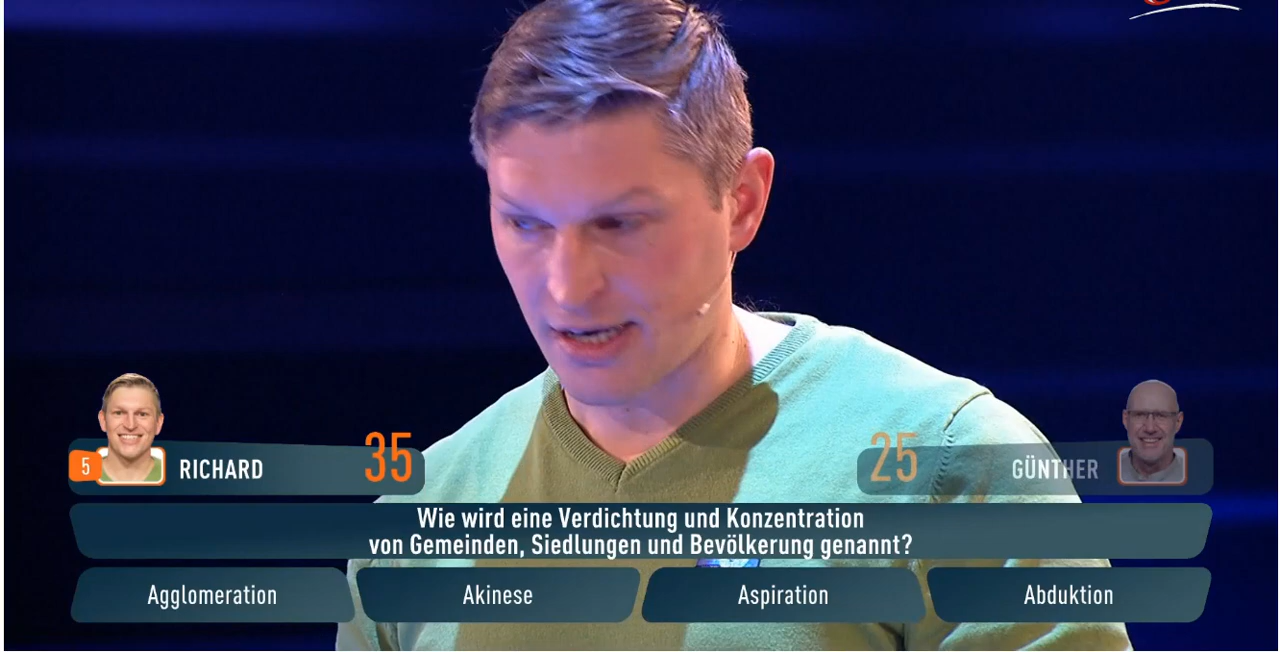 5 RICHARD 35
25 GÜNTHER
Wie wird eine Verdichtung und Konzentration
von Gemeinden, Siedlungen und Bevölkerung genannt?
Agglomeration Akinese Aspiration Abduktion